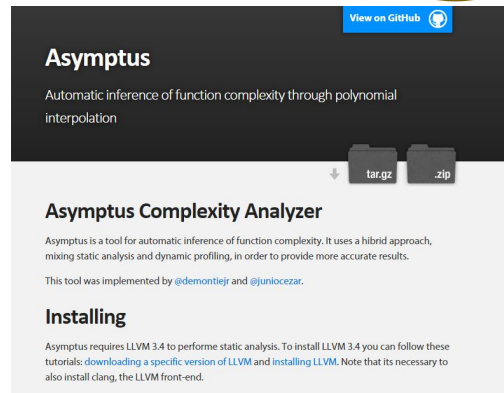 View on GitHub
Asymptus
Automatic inference of function complexity through polynomial
interpolation
tar.gz
.zip
Asymptus Complexity Analyzer
Asymptus is a tool for automatic inference of function complexity. It uses a hibrid approach,
mixing static analysis and dynamic profiling, in order to provide more accurate results.
This tool was implemented by @demontiejr and @juniocezar.
Installing
Asymptus requires LLVM 3.4 to performe static analysis. To install LLVM 3.4 you can follow these
tutorials: downloading a specific version of LLVM and installing LLVM. Note that its necessary to
also install clang, the LLVM front-end.